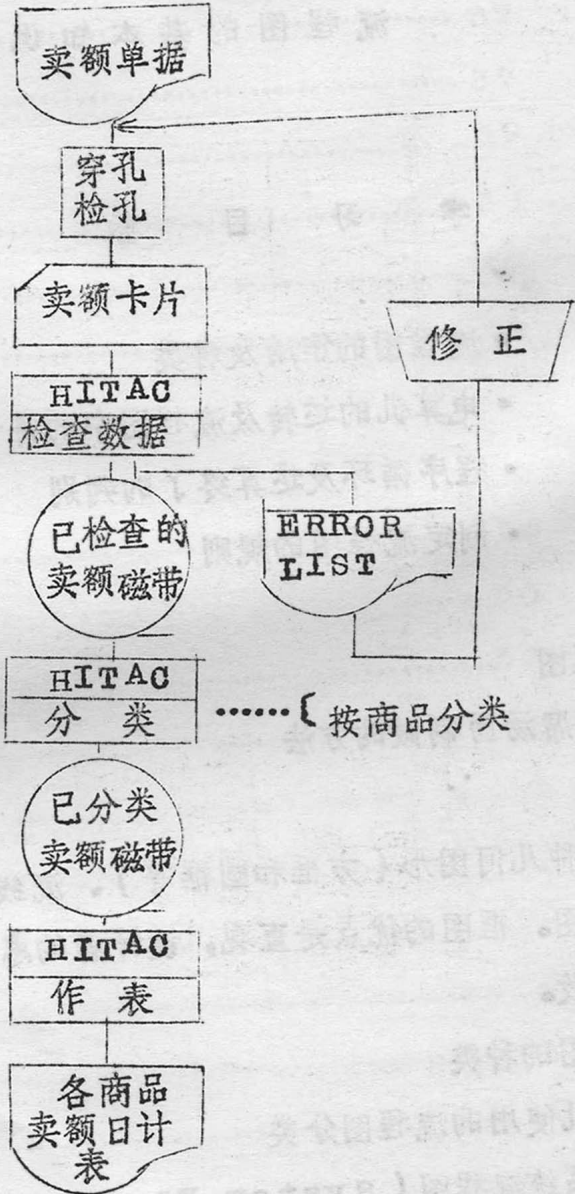 卖额单据
穿孔
检孔
卖额卡片
HITAC
检查数据
已检查的
卖额磁带
ERROR
LIST
修 正
HITAC
分 类
……{ 按商品分类
已分类
卖额磁带
HITAC
作 表
各商品
卖额日计
表